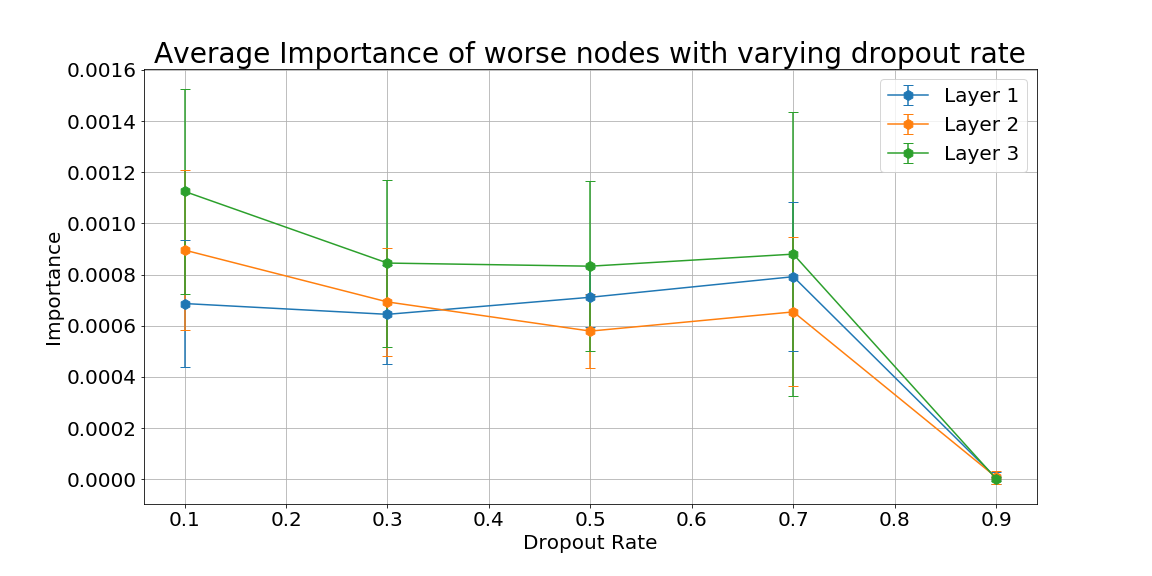 Average Importance of worse nodes with varying dropout rate
0.0016
0.0014
0.0012
0.0010
0.0008
0.0006
0.0004
0.0002
0.0000
Importance
Layer 1
Layer 2
Layer 3
0.1 0.2 0.3 0.4 0.5 0.6 0.7 0.8 0.9
Dropout Rate